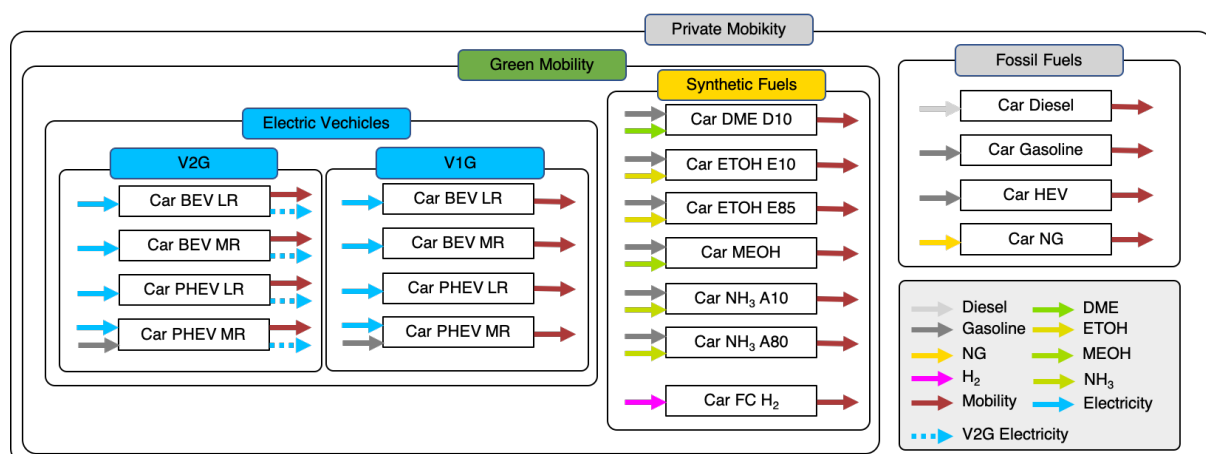 Private Mobikity
Green Mobility
Fossil Fuels
Synthetic Fuels
Electric Vechicles
V2G
V1G
Car BEV LR
Car BEV MR
Car PHEV LR
Car PHEV MR
Car BEV LR
Car BEV MR
Car PHEV LR
Car PHEV MR
Car DME D10
Car ETOH E10
Car ETOH E85
Car MEOH
Car NH₃ A10
Car NH₃ A80
Car FC H₂
Car Diesel
Car Gasoline
Car HEV
Car NG
Diesel
Gasoline
NG
H₂
Mobility
V2G Electricity
DME
ETOH
MEOH
NH₃
Electricity